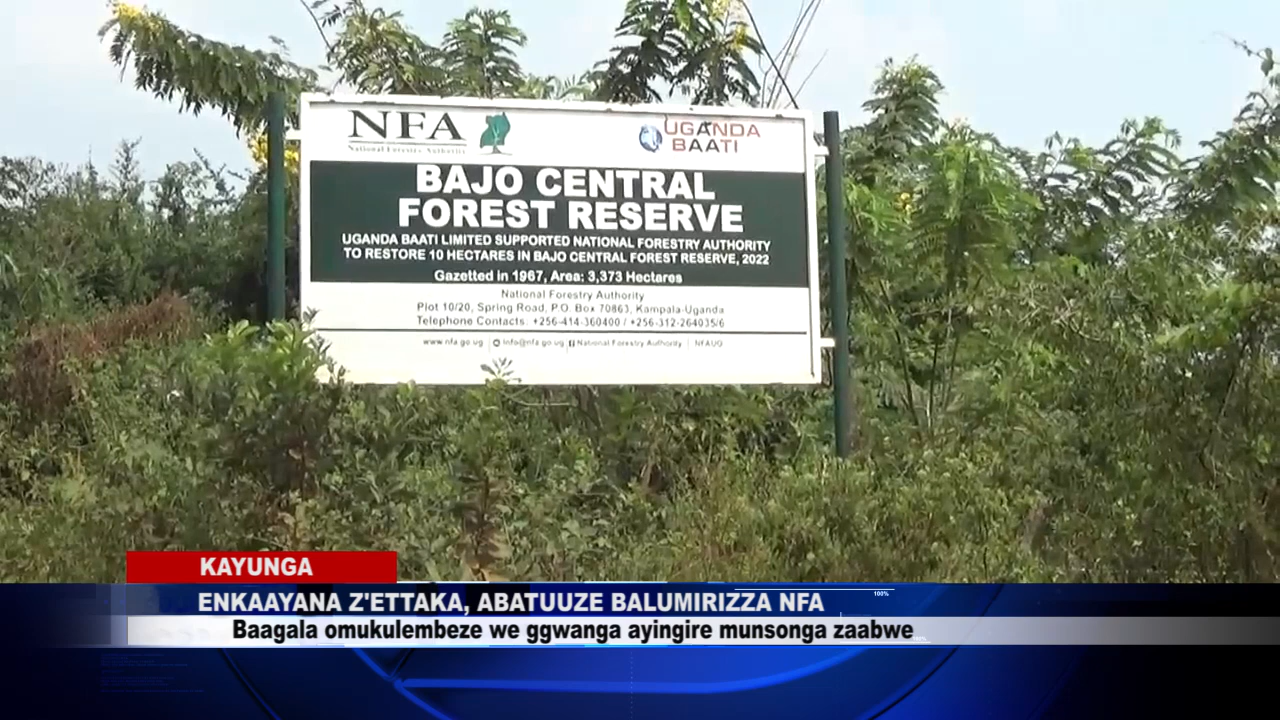 NFA
National Forestry Authority
UGANDA
BAATI
BAJO CENTRAL
FOREST RESERVE
UGANDA BAATI LIMITED SUPPORTED NATIONAL FORESTRY AUTHORITY
TO RESTORE 10 HECTARES IN BAJO CENTRAL FOREST RESERVE, 2022
Gazetted in 1967, Area: 3,373 Hectares
National Forestry Authority
Plot 10/20, Spring Road, P.O. Box 70863, Kampala-Uganda
Telephone Contacts: +256-414-360400 / +256-312-264035/6
www.nfa.go.ug info@nfa.go.ug National Forestry Authority
KAYUNGA
ENKAAYANA Z'ETTAKA, ABATUUZE BALUMIRIZZA NFA
100%
Baagala omukulembeze we ggwanga ayingire munsonga zaabwe